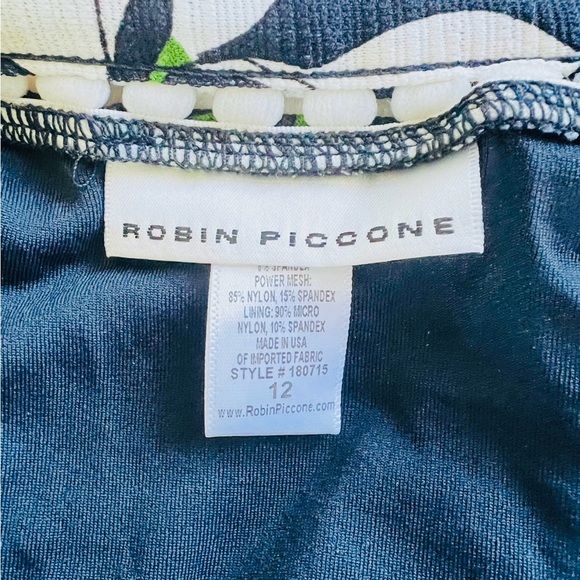 ROBIN PICCONE
SPANDEX
POWER MESH:
85% NYLON, 15% SPANDEX
LINING: 90% MICRO
NYLON, 10% SPANDEX
MADE IN USA
OF IMPORTED FABRIC
STYLE # 180715
12
www.RobinPiccone.com